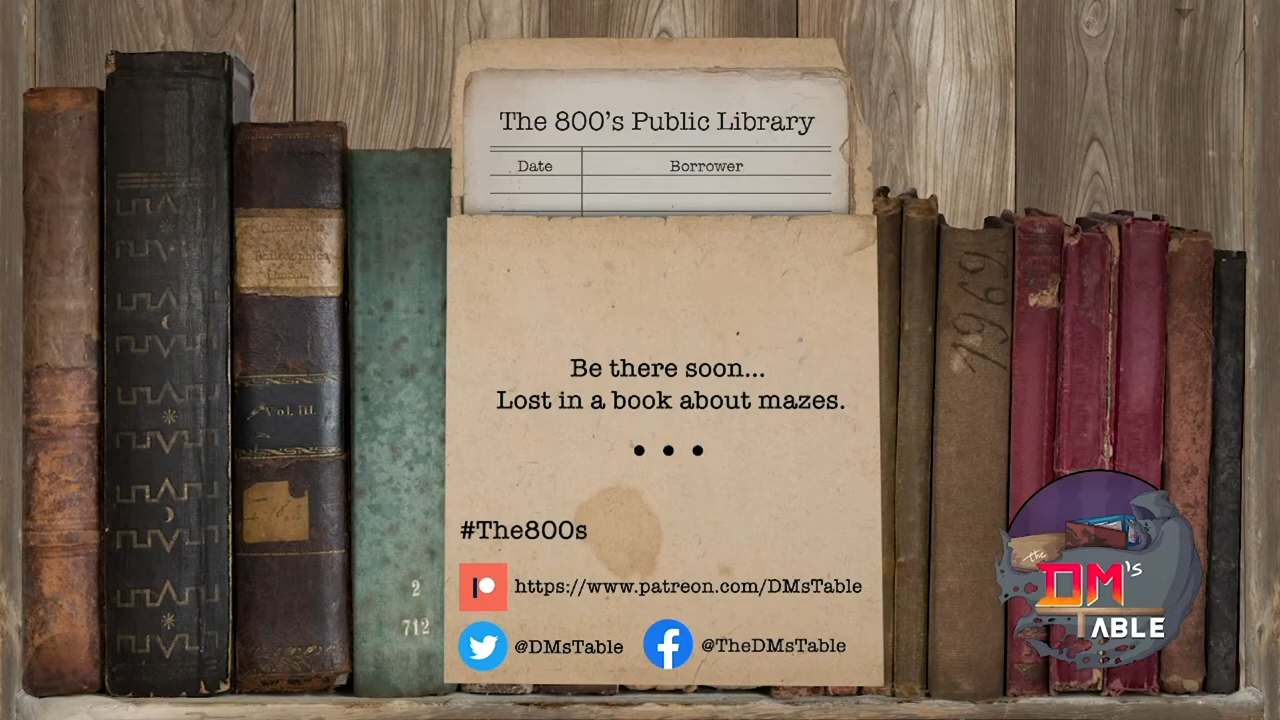 The 800's Public Library
Date Borrower
Be there soon...
Lost in a book about mazes.
• • •
#The800s
https://www.patreon.com/DMsTable
@DMsTable @TheDMsTable
Vol. III.
2
712
1962
the
DM's
TABLE